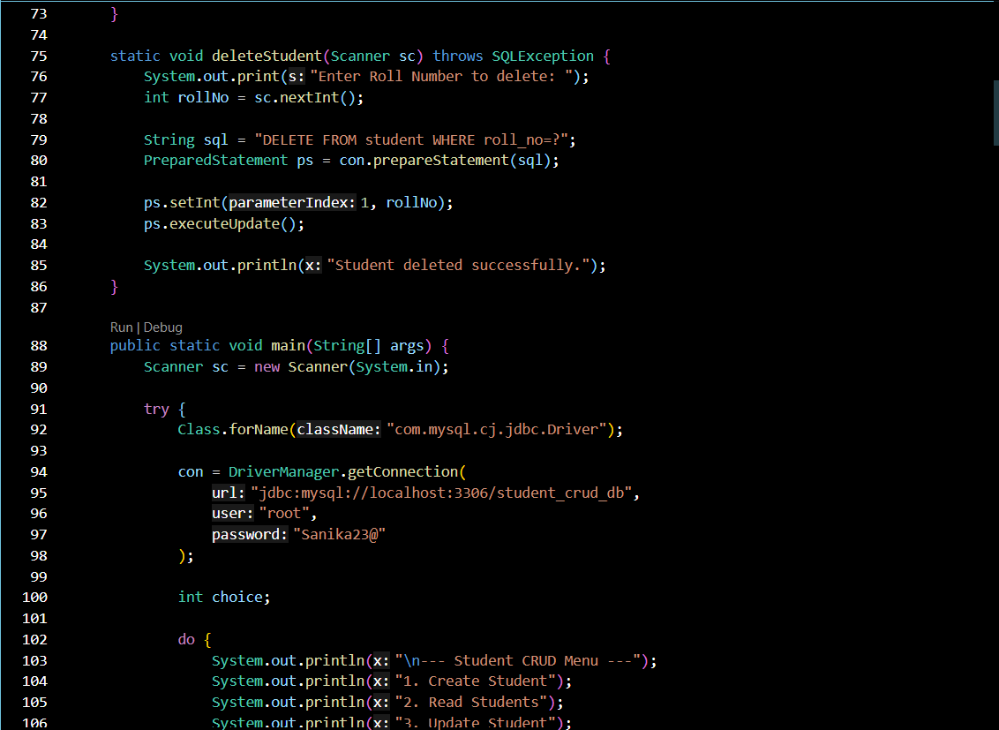 73 }
74
75 static void deleteStudent(Scanner sc) throws SQLException {
76 System.out.print(s: "Enter Roll Number to delete: ");
77 int rollNo = sc.nextInt();
78
79 String sql = "DELETE FROM student WHERE roll_no=?";
80 PreparedStatement ps = con.prepareStatement(sql);
81
82 ps.setInt(parameterIndex: 1, rollNo);
83 ps.executeUpdate();
84
85 System.out.println(x: "Student deleted successfully.");
86 }
87
Run | Debug
88 public static void main(String[] args) {
89 Scanner sc = new Scanner(System.in);
90
91 try {
92 Class.forName(className: "com.mysql.cj.jdbc.Driver");
93
94 con = DriverManager.getConnection(
95 url: "jdbc:mysql://localhost:3306/student_crud_db",
96 user: "root",
97 password: "Sanika23@"
98 );
99
100 int choice;
101
102 do {
103 System.out.println(x: "\n--- Student CRUD Menu ---");
104 System.out.println(x: "1. Create Student");
105 System.out.println(x: "2. Read Students");
106 System.out.println(x: "3. Update Student");